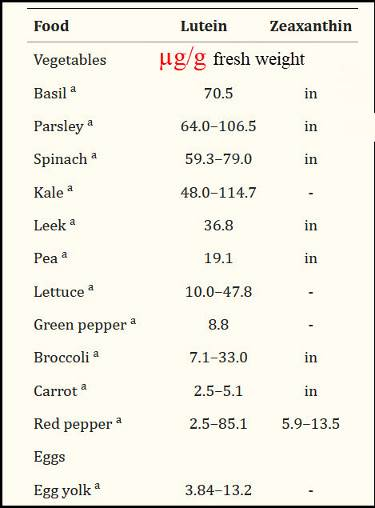 Food Lutein Zeaxanthin
Vegetables µg/g fresh weight
Basil a 70.5 in
Parsley a 64.0–106.5 in
Spinach a 59.3–79.0 in
Kale a 48.0–114.7 -
Leek a 36.8 in
Pea a 19.1 in
Lettuce a 10.0–47.8 -
Green pepper a 8.8 -
Broccoli a 7.1–33.0 in
Carrot a 2.5–5.1 in
Red pepper a 2.5–85.1 5.9–13.5
Eggs
Egg yolk a 3.84–13.2 -